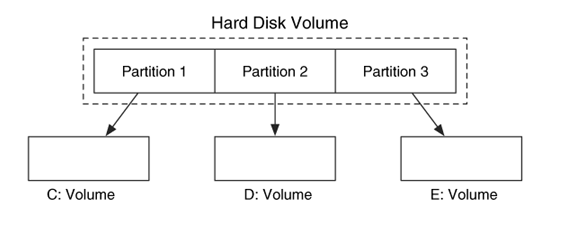 Hard Disk Volume
Partition 1 Partition 2 Partition 3
C: Volume D: Volume E: Volume